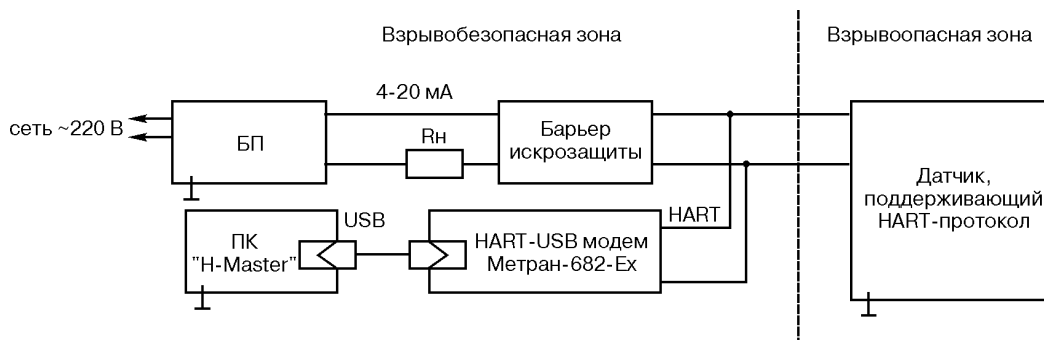 Взрывобезопасная зона
Взрывоопасная зона
4-20 мА
сеть ~220 В
БП
Rн
Барьер
искрозащиты
Датчик,
поддерживающий
HART-протокол
USB
HART
ПК
"H-Master"
HART-USB модем
Метран-682-Ex